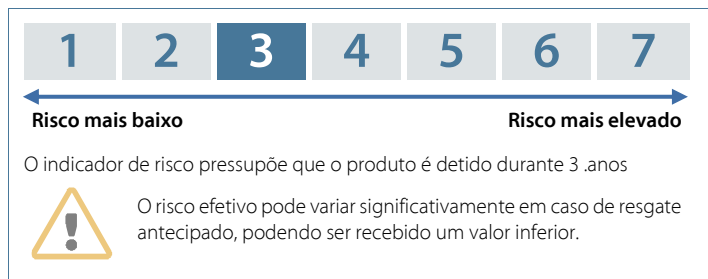 1 2 3 4 5 6 7
Risco mais baixo Risco mais elevado
O indicador de risco pressupõe que o produto é detido durante 3 .anos
O risco efetivo pode variar significativamente em caso de resgate
antecipado, podendo ser recebido um valor inferior.